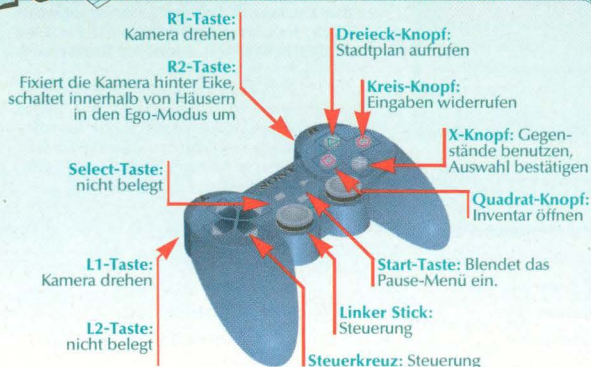 R1-Taste:
Kamera drehen
R2-Taste:
Fixiert die Kamera hinter Eike,
schaltet innerhalb von Häusern
in den Ego-Modus um
Select-Taste:
nicht belegt
L1-Taste:
Kamera drehen
L2-Taste:
nicht belegt
Dreieck-Knopf:
Stadtplan aufrufen
Kreis-Knopf:
Eingaben widerrufen
X-Knopf: Gegen-
stände benutzen,
Auswahl bestätigen
Quadrat-Knopf:
Inventar öffnen
Start-Taste: Blendet das
Pause-Menü ein.
Linker Stick:
Steuerung
Steuerkreuz: Steuerung
SONY